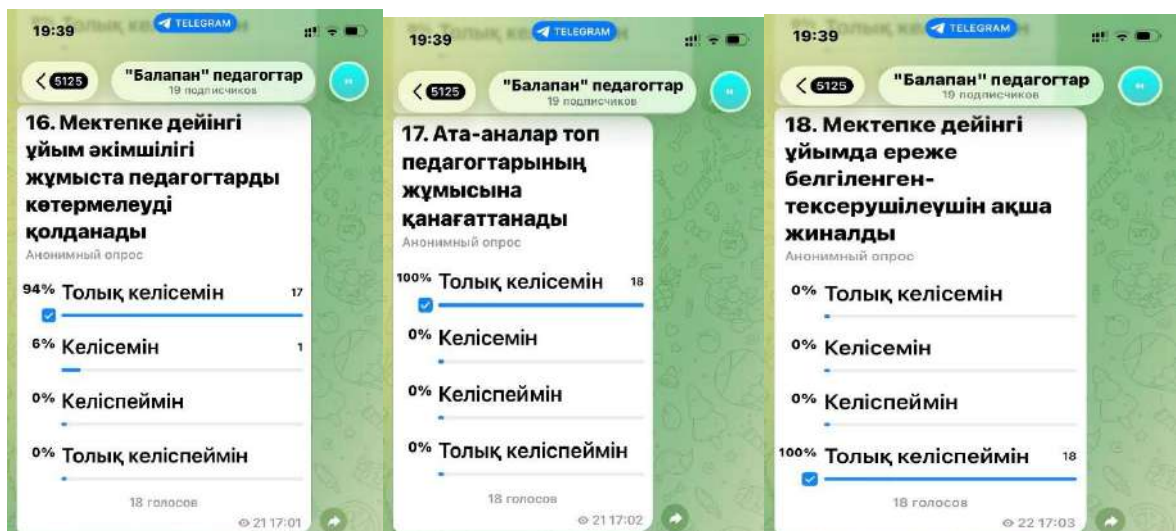 19:39
TELEGRAM
5125
"Балапан" педагогтар
19 подписчиков
16. Мектепке дейінгі
ұйым әкімшілігі
жұмыста педагогтарды
көтермелеуді
қолданады
Анонимный опрос
94% Толық келісемін 17
6% Келісемін 1
0% Келіспеймін
0% Толық келіспеймін
18 голосов
21 17:01
19:39
TELEGRAM
5125
"Балапан" педагогтар
19 подписчиков
17. Ата-аналар топ
педагогтарының
жұмысына
қанағаттанады
Анонимный опрос
100% Толық келісемін 18
0% Келісемін
0% Келіспеймін
0% Толық келіспеймін
18 голосов
21 17:02
19:39
TELEGRAM
5125
"Балапан" педагогтар
19 подписчиков
18. Мектепке дейінгі
ұйымда ереже
белгіленген-
тексерушілеүшін ақша
жиналды
Анонимный опрос
0% Толық келісемін
0% Келісемін
0% Келіспеймін
100% Толық келіспеймін 18
18 голосов
22 17:03